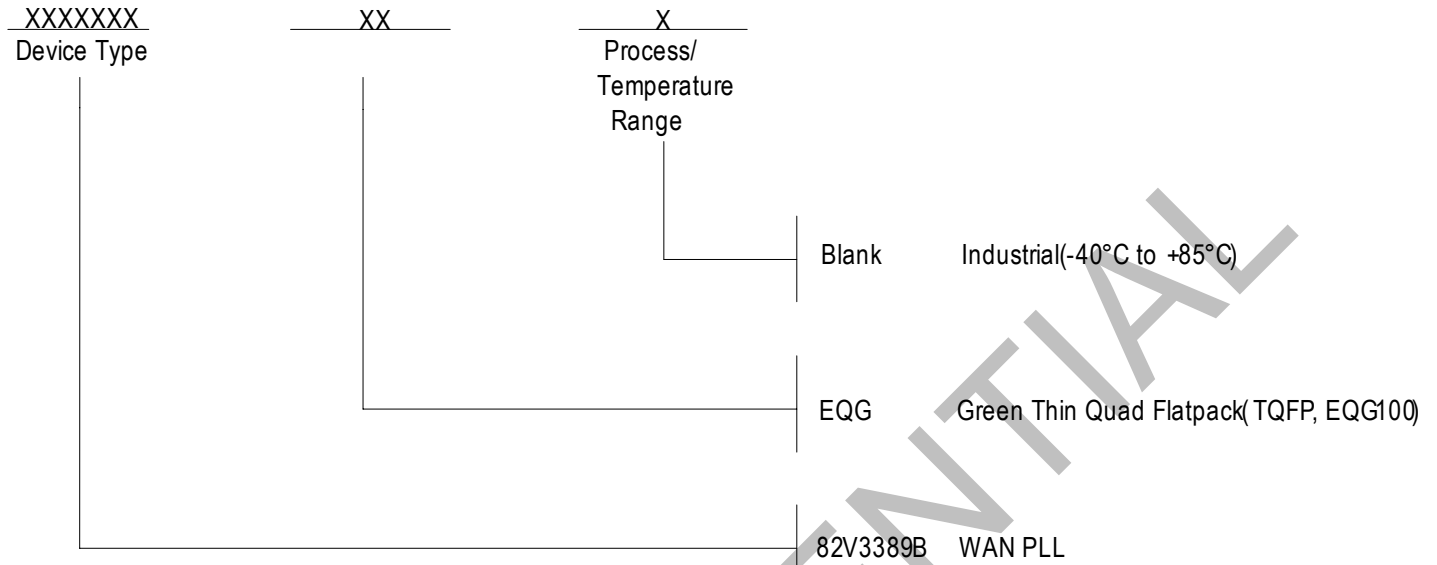 XXXXXXX XX X
Device Type Process/
Temperature
Range
Blank Industrial(-40°C to +85°C)
EQG Green Thin Quad Flatpack( TQFP, EQG100)
82V3389B WAN PLL
NTIAL